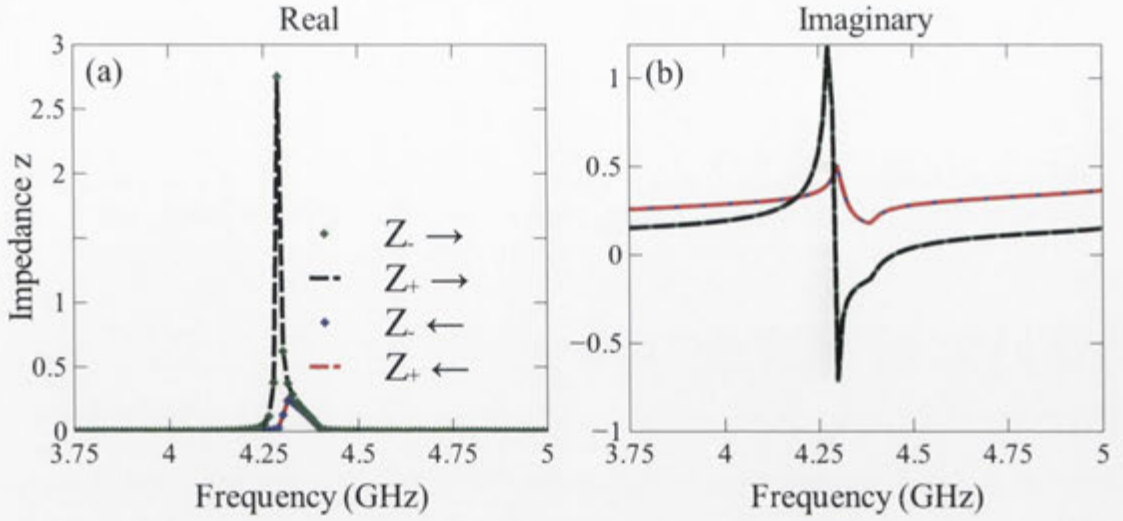 Real
Imaginary
(a)
(b)
3
2.5
2
1
0.5
0
3.75
4
4.25
4.5
4.75
5
Impedance z
Frequency (GHz)
Z₋ →
Z₊ →
Z₋ ←
Z₊ ←
1
0.5
0
−0.5
−1
3.75
4
4.25
4.5
4.75
5
Frequency (GHz)